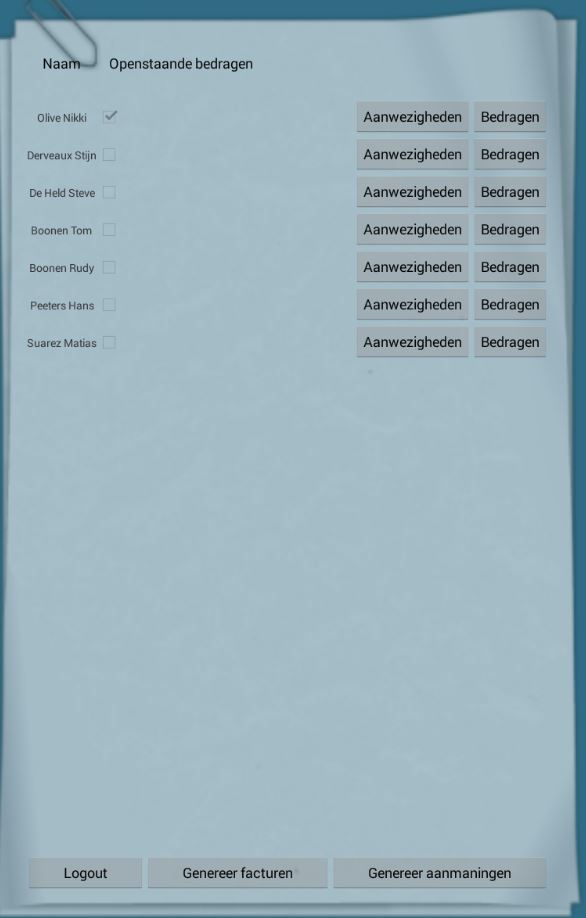 Naam Openstaande bedragen
Olive Nikki Aanwezigheden Bedragen
Derveaux Stijn Aanwezigheden Bedragen
De Held Steve Aanwezigheden Bedragen
Boonen Tom Aanwezigheden Bedragen
Boonen Rudy Aanwezigheden Bedragen
Peeters Hans Aanwezigheden Bedragen
Suarez Matias Aanwezigheden Bedragen
Logout Genereer facturen Genereer aanmaningen